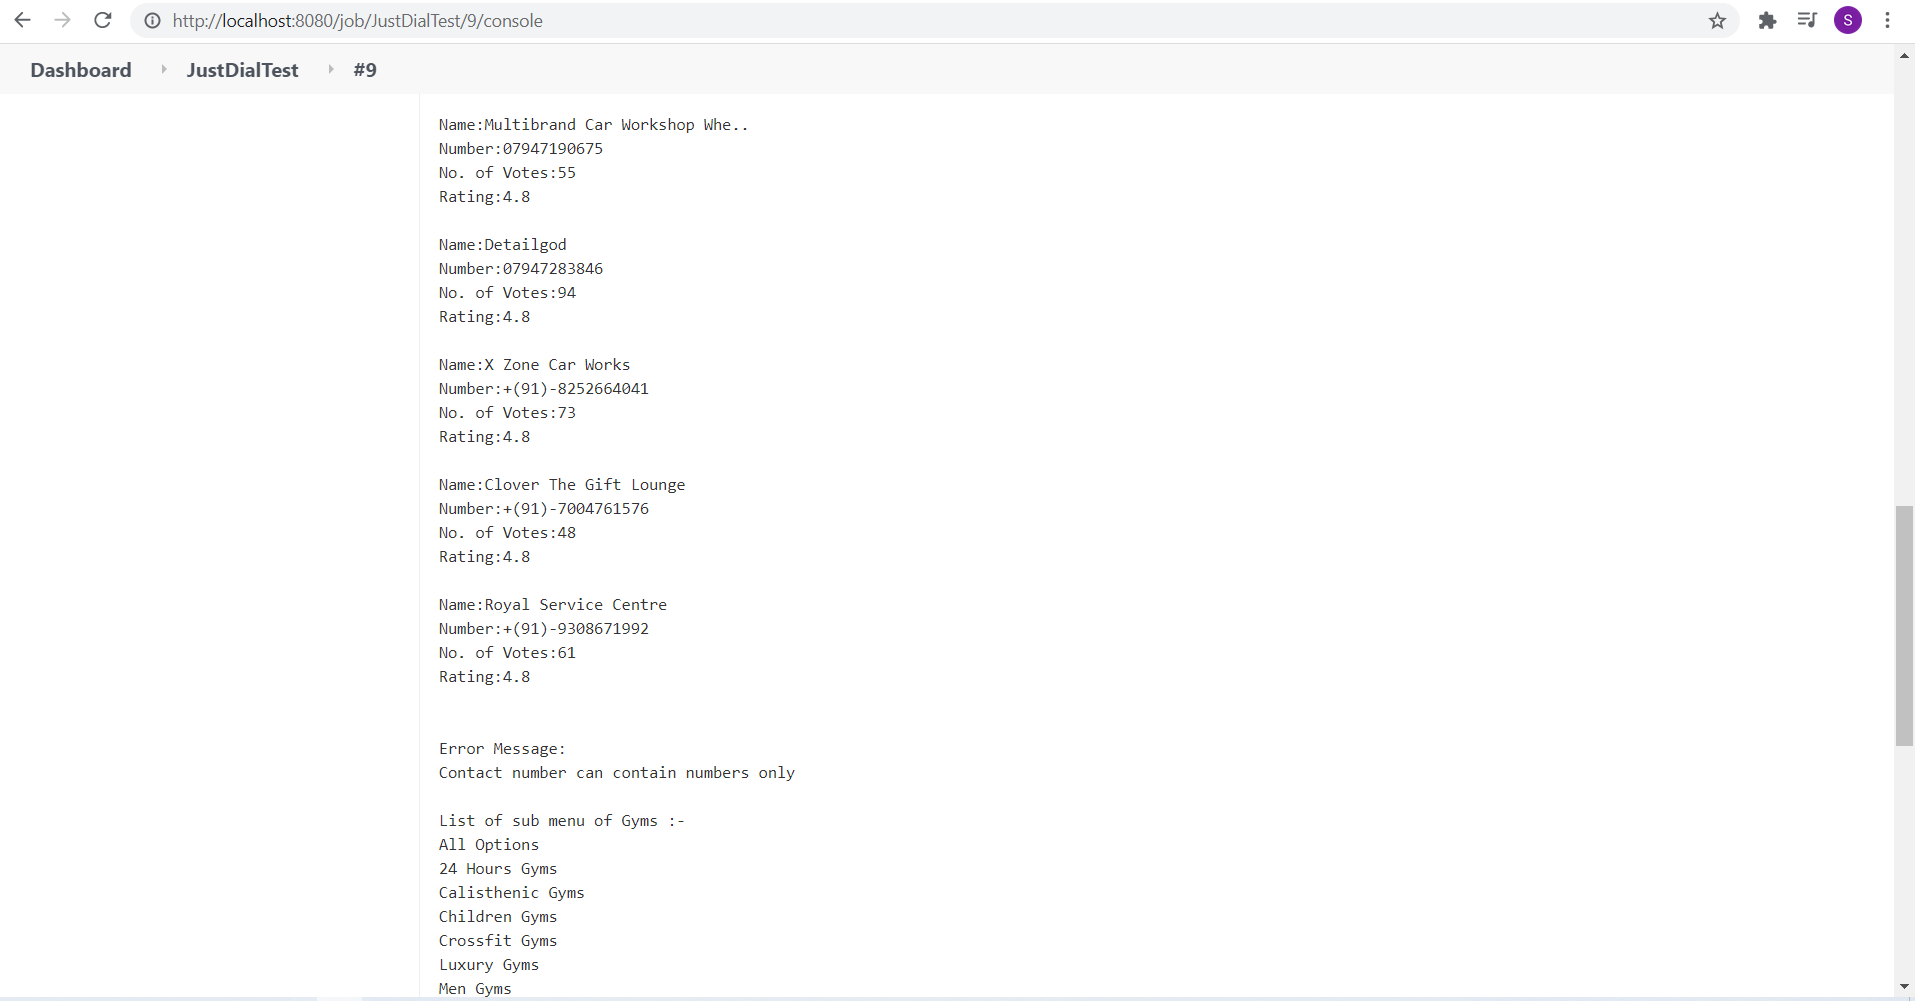 http://localhost:8080/job/JustDialTest/9/console
S
Dashboard JustDialTest #9
Name:Multibrand Car Workshop Whe..
Number:07947190675
No. of Votes:55
Rating:4.8
Name:Detailgod
Number:07947283846
No. of Votes:94
Rating:4.8
Name:X Zone Car Works
Number:+(91)-8252664041
No. of Votes:73
Rating:4.8
Name:Clover The Gift Lounge
Number:+(91)-7004761576
No. of Votes:48
Rating:4.8
Name:Royal Service Centre
Number:+(91)-9308671992
No. of Votes:61
Rating:4.8
Error Message:
Contact number can contain numbers only
List of sub menu of Gyms :-
All Options
24 Hours Gyms
Calisthenic Gyms
Children Gyms
Crossfit Gyms
Luxury Gyms
Men Gyms